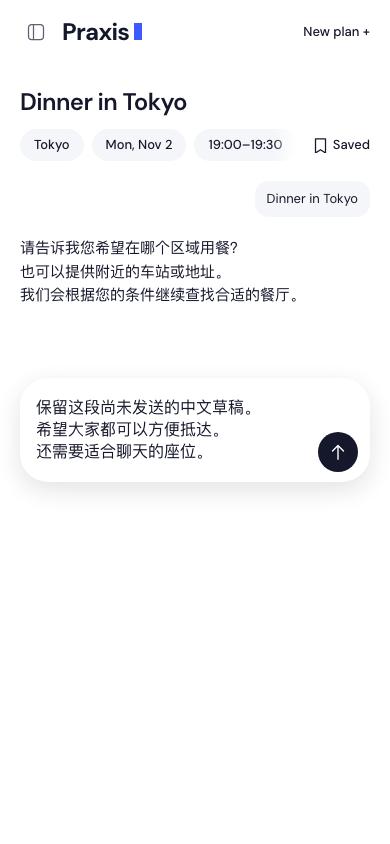 Praxis
New plan +
Dinner in Tokyo
Tokyo
Mon, Nov 2
19:00–19:30
Saved
Dinner in Tokyo
请告诉我您希望在哪个区域用餐？
也可以提供附近的车站或地址。
我们会根据您的条件继续查找合适的餐厅。
保留这段尚未发送的中文草稿。
希望大家都可以方便抵达。
还需要适合聊天的座位。